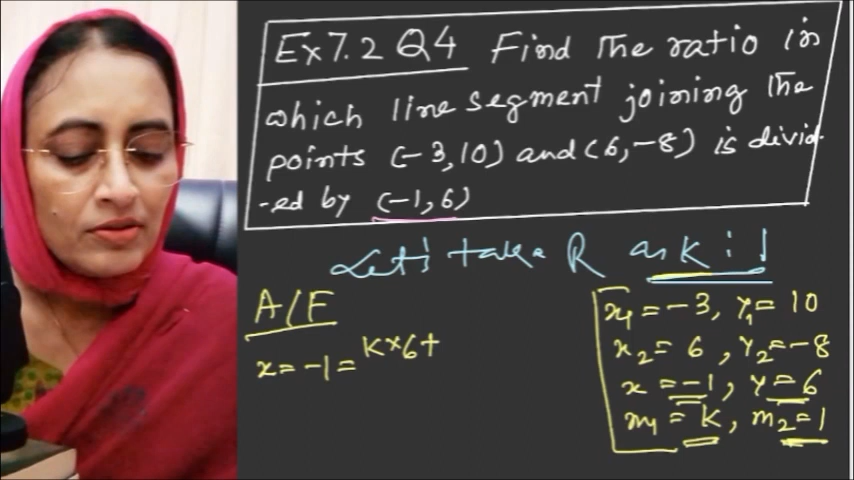 Ex7.2 Q4 Find The ratio in
which line segment joining the
points (-3,10) and (6,-8) is divid-
-ed by (-1,6)
Let's take R as K:1
A/F
x = -1 = K×6+
x₁ = -3, y₁ = 10
x₂ = 6, y₂ = -8
x = -1, y = 6
m₁ = k, m₂ = 1